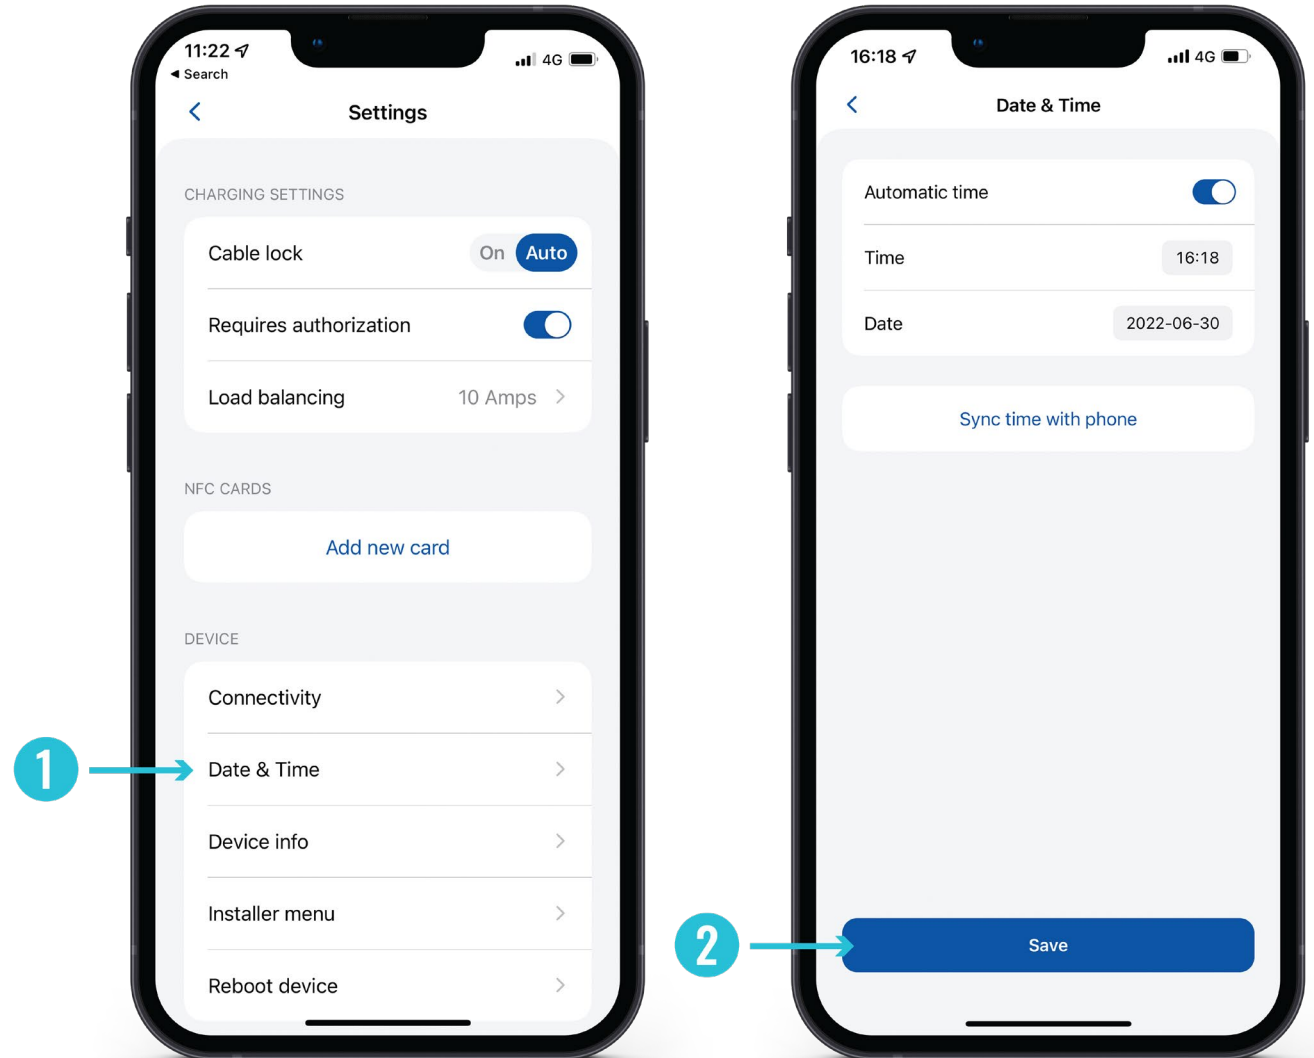 11:22
4G
◀ Search
Settings
CHARGING SETTINGS
Cable lock On Auto
Requires authorization
Load balancing 10 Amps
NFC CARDS
Add new card
DEVICE
Connectivity
1
Date & Time
Device info
Installer menu
Reboot device
16:18
4G
Date & Time
Automatic time
Time 16:18
Date 2022-06-30
Sync time with phone
2
Save